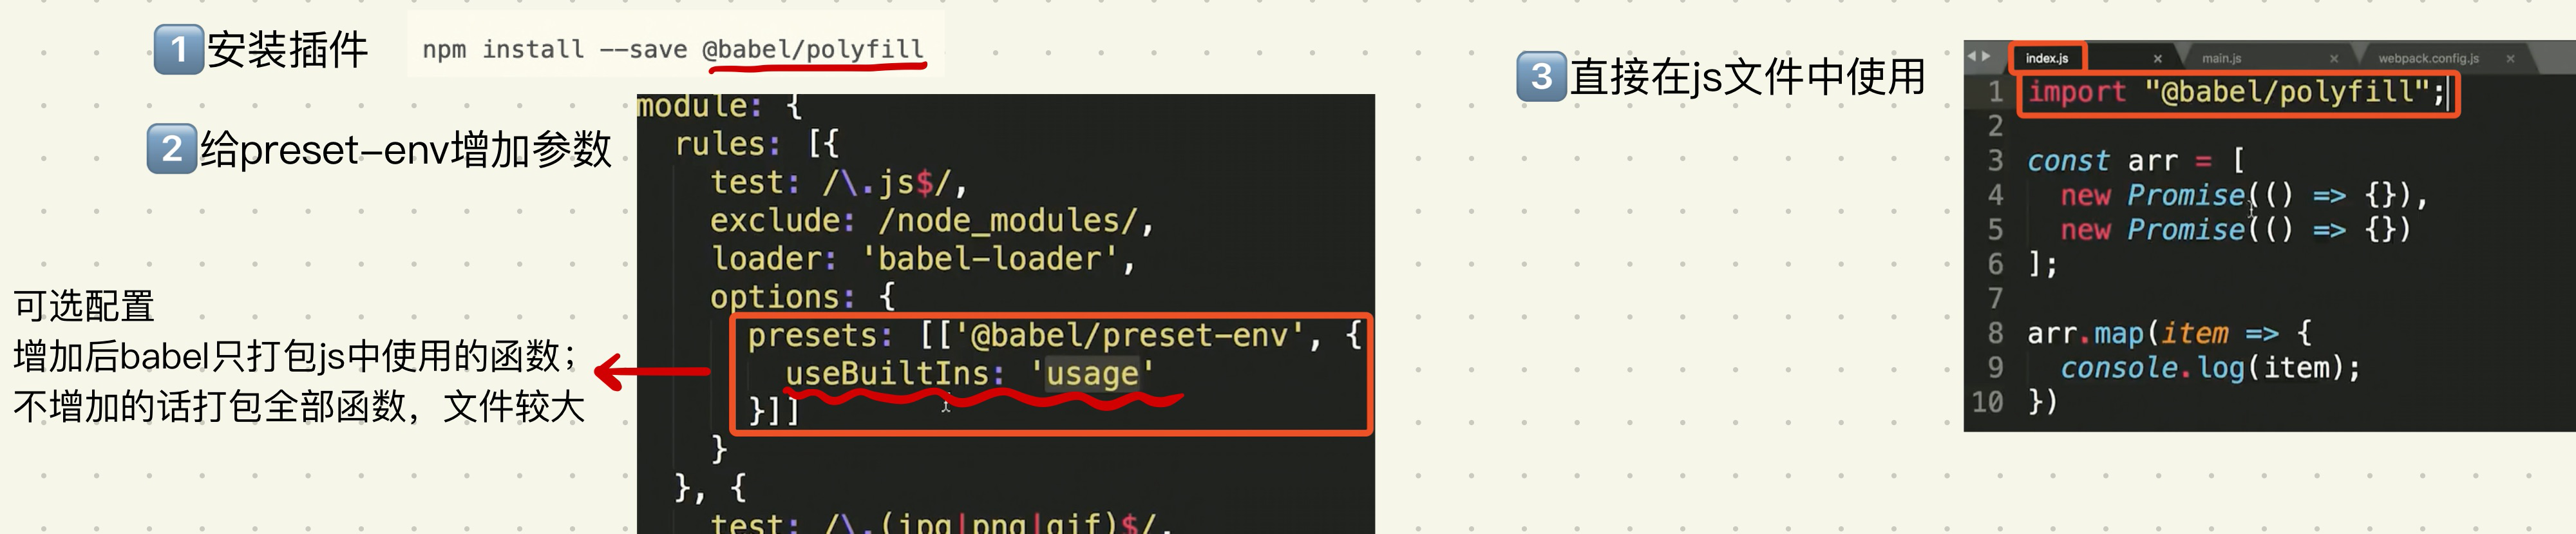 1 安装插件
npm install --save @babel/polyfill
2 给preset-env增加参数
module: {
rules: [{
test: /\.js$/,
exclude: /node_modules/,
loader: 'babel-loader',
options: {
presets: [['@babel/preset-env', {
useBuiltIns: 'usage'
}]]
}
}, {
test: /\.(jpg|png|gif)$/,
可选配置
增加后babel只打包js中使用的函数；
不增加的话打包全部函数，文件较大
3 直接在js文件中使用
index.js × main.js × webpack.config.js ×
1 import "@babel/polyfill";
2
3 const arr = [
4 new Promise(() => {}),
5 new Promise(() => {})
6 ];
7
8 arr.map(item => {
9 console.log(item);
10 })